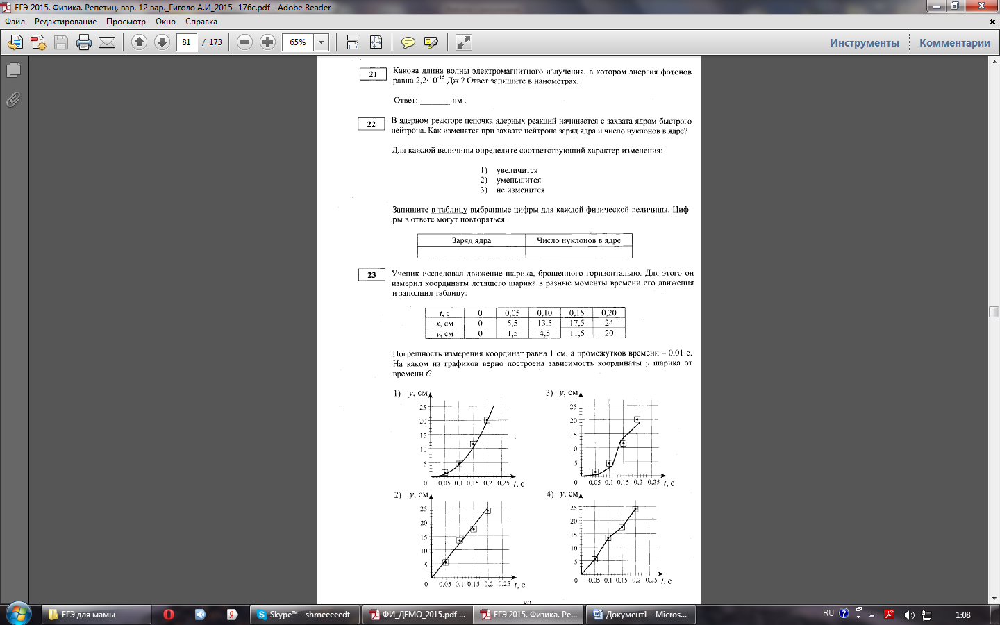 ЕГЭ 2015. Физика. Репетиц. вар. 12 вар._Гиголо А.И_2015 -176с.pdf - Adobe Reader
Файл Редактирование Просмотр Окно Справка
81 / 173 65% Инструменты Комментарии
21 Какова длина волны электромагнитного излучения, в котором энергия фотонов
равна 2,2·10⁻¹⁵ Дж ? Ответ запишите в нанометрах.
Ответ: _______ нм .
22 В ядерном реакторе цепочка ядерных реакций начинается с захвата ядром быстрого
нейтрона. Как изменятся при захвате нейтрона заряд ядра и число нуклонов в ядре?
Для каждой величины определите соответствующий характер изменения:
1) увеличится
2) уменьшится
3) не изменится
Запишите в таблицу выбранные цифры для каждой физической величины. Циф-
ры в ответе могут повторяться.
Заряд ядра Число нуклонов в ядре
23 Ученик исследовал движение шарика, брошенного горизонтально. Для этого он
измерил координаты летящего шарика в разные моменты времени его движения
и заполнил таблицу:
t, с 0 0,05 0,10 0,15 0,20
x, см 0 5,5 13,5 17,5 24
y, см 0 1,5 4,5 11,5 20
Погрешность измерения координат равна 1 см, а промежутков времени – 0,01 с.
На каком из графиков верно построена зависимость координаты y шарика от
времени t?
1) y, см
25
20
15
10
5
0 0,05 0,1 0,15 0,2 0,25 t, с
3) y, см
25
20
15
10
5
0 0,05 0,1 0,15 0,2 0,25 t, с
2) y, см
25
20
15
10
5
0 0,05 0,1 0,15 0,2 0,25 t, с
4) y, см
25
20
15
10
5
0 0,05 0,1 0,15 0,2 0,25 t, с
80
ЕГЭ для мамы Skype™ - shmeeeeedt ФИ_ДЕМО_2015.pdf ... ЕГЭ 2015. Физика. Ре... Документ1 - Micros... RU 1:08